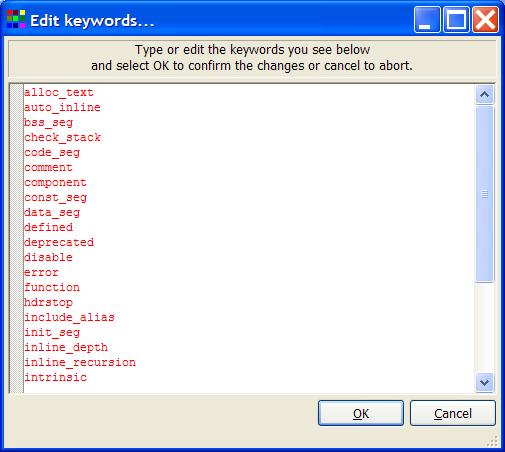 Edit keywords...
Type or edit the keywords you see below
and select OK to confirm the changes or cancel to abort.
alloc_text
auto_inline
bss_seg
check_stack
code_seg
comment
component
const_seg
data_seg
defined
deprecated
disable
error
function
hdrstop
include_alias
init_seg
inline_depth
inline_recursion
intrinsic
OK Cancel